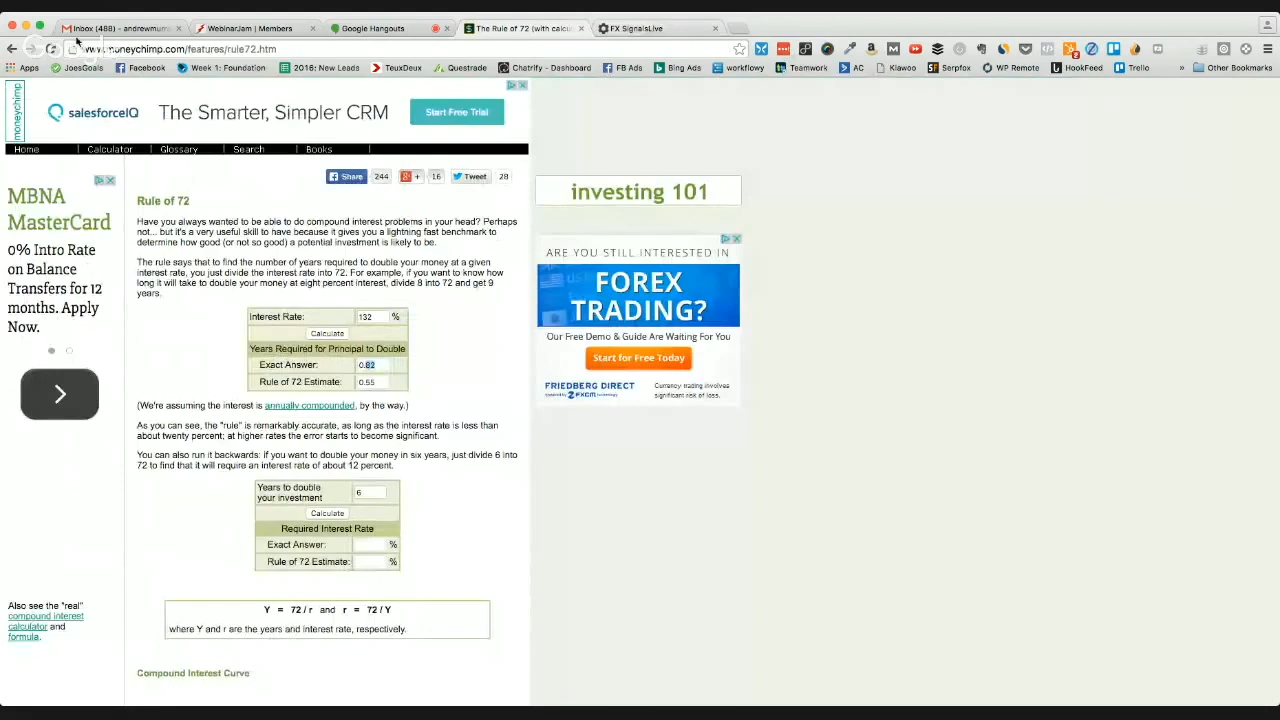 Inbox (488) - andrewmum
WebinarJam | Members
Google Hangouts
The Rule of 72 (with calcu
FX SignalsLive
www.moneychimp.com/features/rule72.htm
Apps
JoesGoals
Facebook
Week 1: Foundation
2016: New Leads
TeuxDeux
Questrade
Chatrify - Dashboard
FB Ads
Bing Ads
workflowy
Teamwork
AC
Klawoo
Serpfox
WP Remote
HookFeed
Trello
»
Other Bookmarks
moneychimp
salesforceIQ
The Smarter, Simpler CRM
Start Free Trial
Home
Calculator
Glossary
Search
Books
Share 244
+ 16
Tweet 28
MBNA
MasterCard
0% Intro Rate
on Balance
Transfers for 12
months. Apply
Now.
Also see the "real"
compound interest
calculator and
formula.
Rule of 72
Have you always wanted to be able to do compound interest problems in your head? Perhaps
not... but it's a very useful skill to have because it gives you a lightning fast benchmark to
determine how good (or not so good) a potential investment is likely to be.
The rule says that to find the number of years required to double your money at a given
interest rate, you just divide the interest rate into 72. For example, if you want to know how
long it will take to double your money at eight percent interest, divide 8 into 72 and get 9
years.
Interest Rate: 132 %
Calculate
Years Required for Principal to Double
Exact Answer: 0.82
Rule of 72 Estimate: 0.55
(We're assuming the interest is annually compounded, by the way.)
As you can see, the "rule" is remarkably accurate, as long as the interest rate is less than
about twenty percent; at higher rates the error starts to become significant.
You can also run it backwards: if you want to double your money in six years, just divide 6 into
72 to find that it will require an interest rate of about 12 percent.
Years to double
your investment 6
Calculate
Required Interest Rate
Exact Answer: %
Rule of 72 Estimate: %
Y = 72 / r and r = 72 / Y
where Y and r are the years and interest rate, respectively.
Compound Interest Curve
investing 101
ARE YOU STILL INTERESTED IN
FOREX
TRADING?
Our Free Demo & Guide Are Waiting For You
Start for Free Today
FRIEDBERG DIRECT
POWERED BY FXCM
Currency trading involves
significant risk of loss.